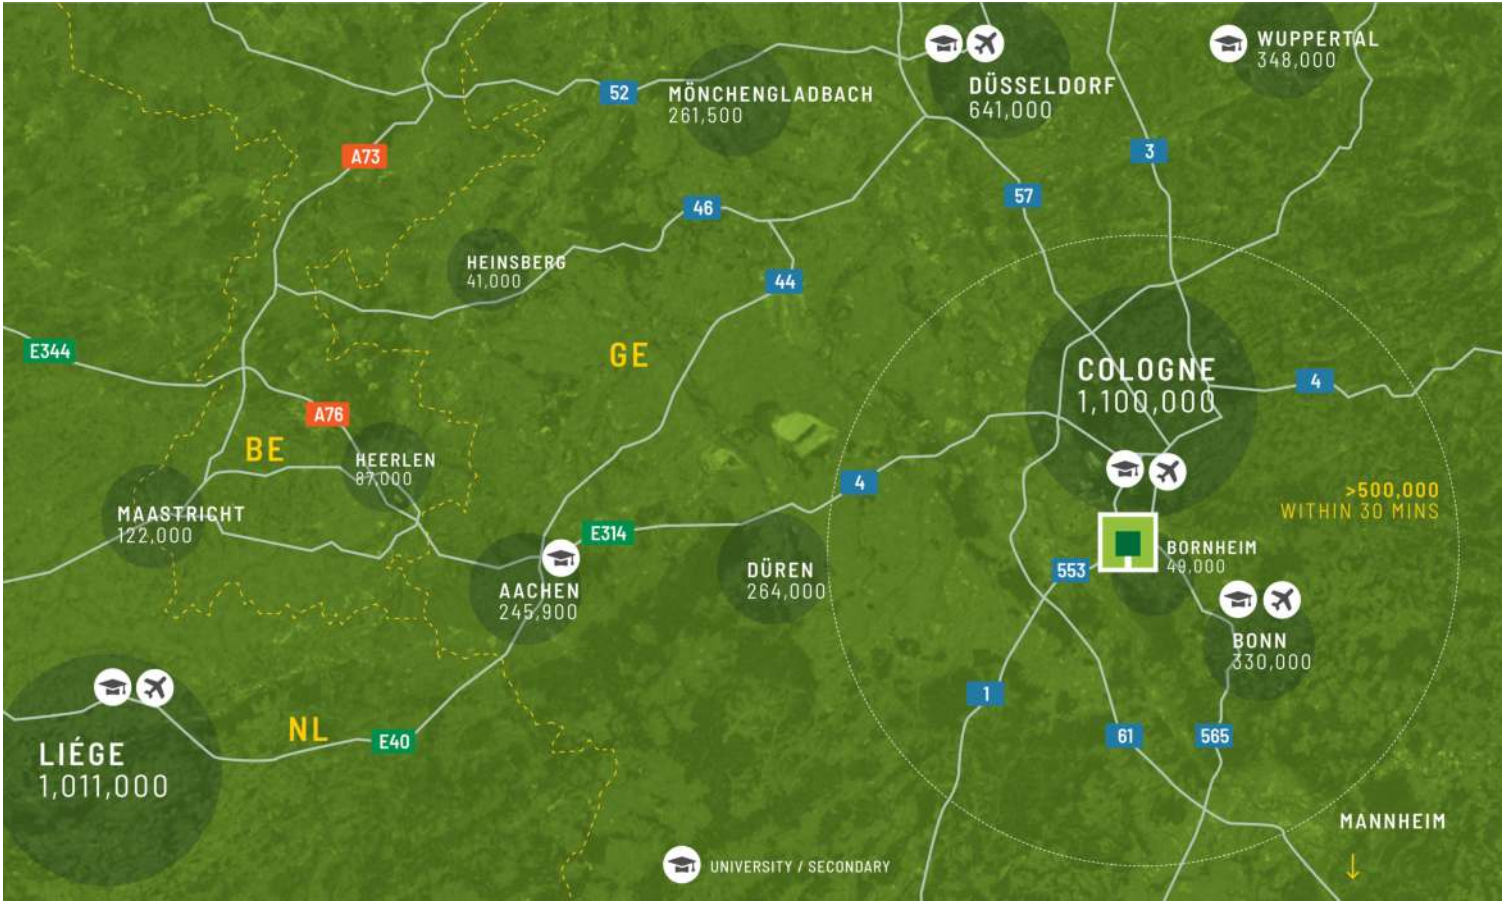 WUPPERTAL
348,000
DÜSSELDORF
641,000
52
MÖNCHENGLADBACH
261,500
A73
3
57
46
HEINSBERG
41,000
44
E344
GE
COLOGNE
1,100,000
4
A76
BE
HEERLEN
87,000
4
>500,000
WITHIN 30 MINS
MAASTRICHT
122,000
E314
BORNHEIM
49,000
553
DÜREN
264,000
AACHEN
245,900
BONN
330,000
1
NL
E40
61
565
LIÉGE
1,011,000
MANNHEIM
UNIVERSITY / SECONDARY